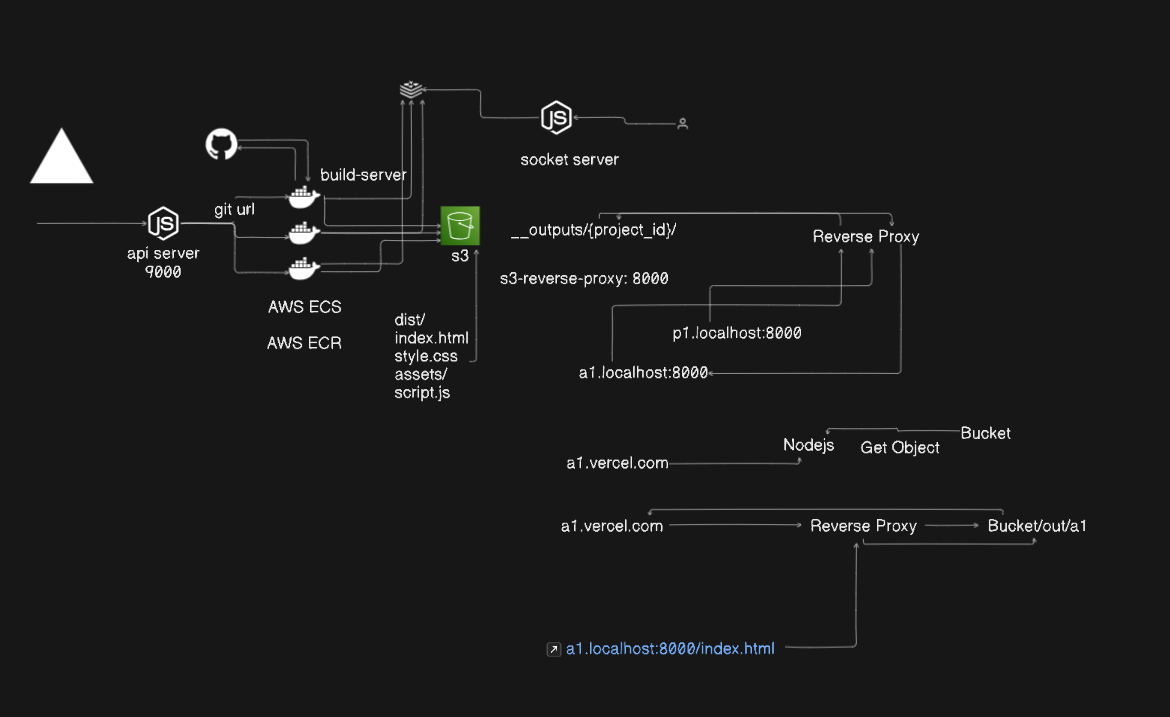 JS
socket server
build-server
git url
JS
api server
9000
s3
AWS ECS
AWS ECR
dist/
index.html
style.css
assets/
script.js
__outputs/{project_id}/
Reverse Proxy
s3-reverse-proxy: 8000
p1.localhost:8000
a1.localhost:8000
Bucket
Nodejs
Get Object
a1.vercel.com
a1.vercel.com
Reverse Proxy
Bucket/out/a1
a1.localhost:8000/index.html